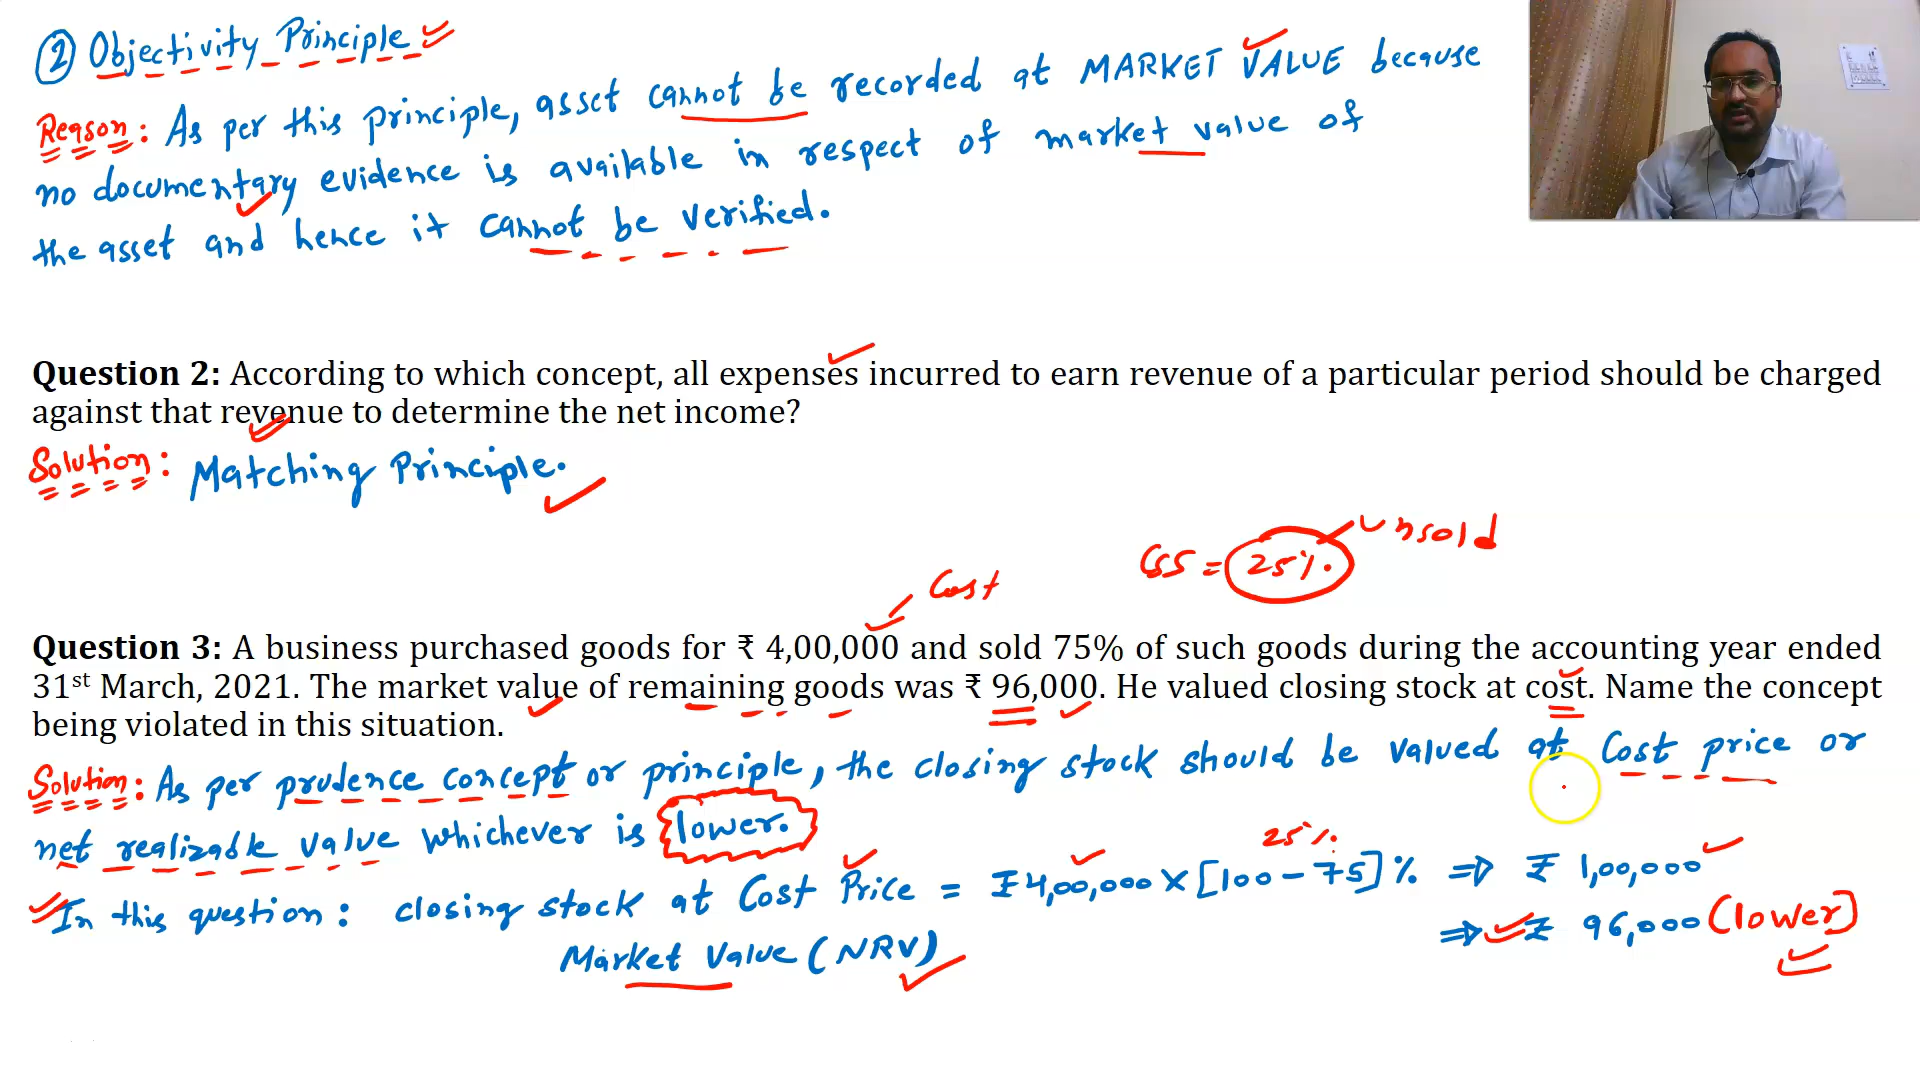 ② Objectivity Principle
Reason: As per this principle, asset cannot be recorded at MARKET VALUE because
no documentary evidence is available in respect of market value of
the asset and hence it cannot be verified.
Question 2: According to which concept, all expenses incurred to earn revenue of a particular period should be charged
against that revenue to determine the net income?
Solution: Matching Principle.
CS = 25%. Unsold
Cost
Question 3: A business purchased goods for ₹ 4,00,000 and sold 75% of such goods during the accounting year ended
31st March, 2021. The market value of remaining goods was ₹ 96,000. He valued closing stock at cost. Name the concept
being violated in this situation.
Solution: As per prudence concept or principle, the closing stock should be valued at Cost price or
net realizable value whichever is lower.
25%.
In this question: closing stock at Cost Price = ₹4,00,000 × [100 - 75] % ⇒ ₹ 1,00,000
Market Value (NRV) ⇒ ₹ 96,000 (lower)